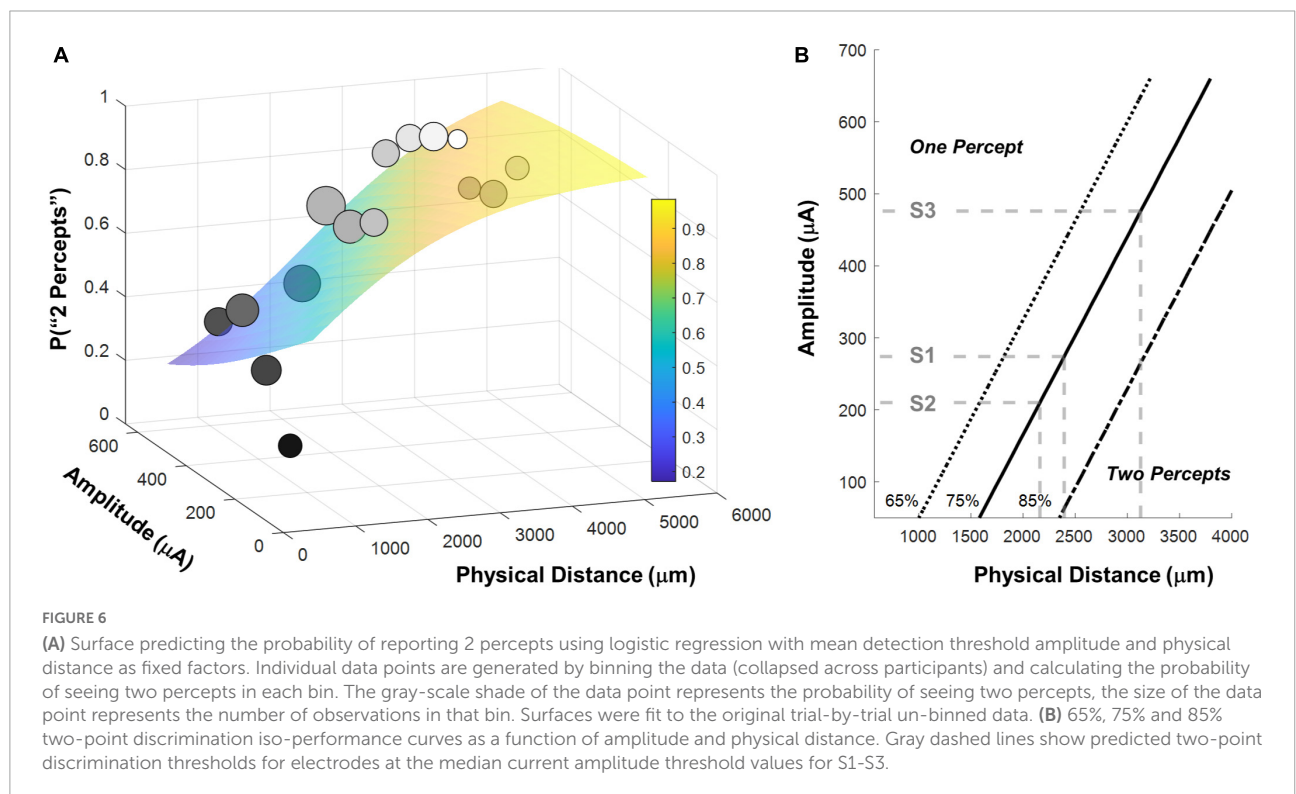 A
1
0.8
0.6
0.4
0.2
0
P("2 Percepts")
600
400
200
0
Amplitude (μA)
0
1000
2000
3000
4000
5000
6000
Physical Distance (μm)
0.9
0.8
0.7
0.6
0.5
0.4
0.3
0.2
B
700
600
500
400
300
200
100
Amplitude (μA)
One Percept
S3
S1
S2
Two Percepts
65%
75%
85%
1000
1500
2000
2500
3000
3500
4000
Physical Distance (μm)
FIGURE 6
(A) Surface predicting the probability of reporting 2 percepts using logistic regression with mean detection threshold amplitude and physical
distance as fixed factors. Individual data points are generated by binning the data (collapsed across participants) and calculating the probability
of seeing two percepts in each bin. The gray-scale shade of the data point represents the probability of seeing two percepts, the size of the data
point represents the number of observations in that bin. Surfaces were fit to the original trial-by-trial un-binned data. (B) 65%, 75% and 85%
two-point discrimination iso-performance curves as a function of amplitude and physical distance. Gray dashed lines show predicted two-point
discrimination thresholds for electrodes at the median current amplitude threshold values for S1-S3.